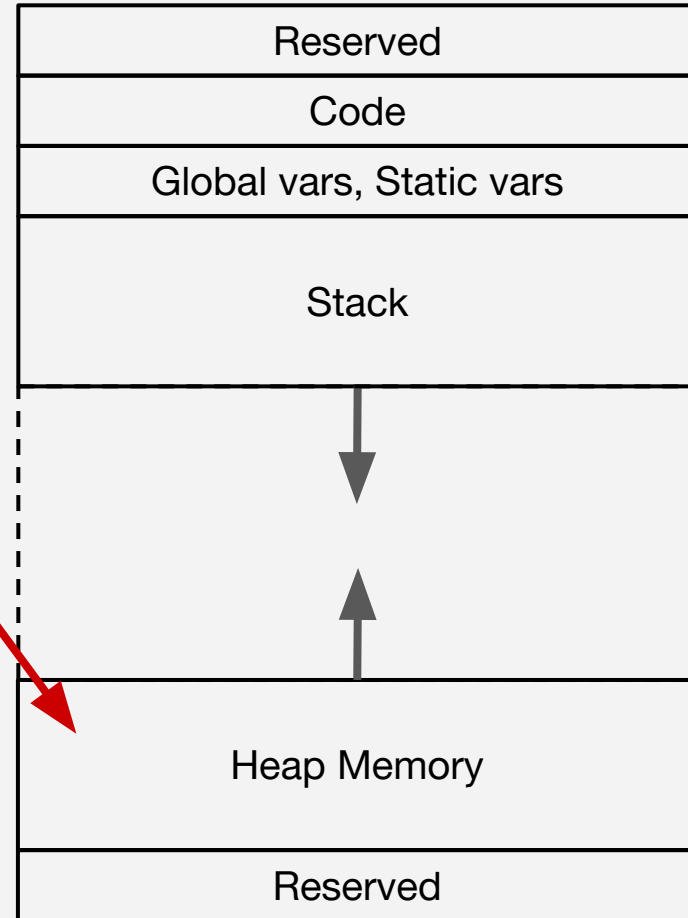 Reserved
Code
Global vars, Static vars
Stack
Heap Memory
Reserved